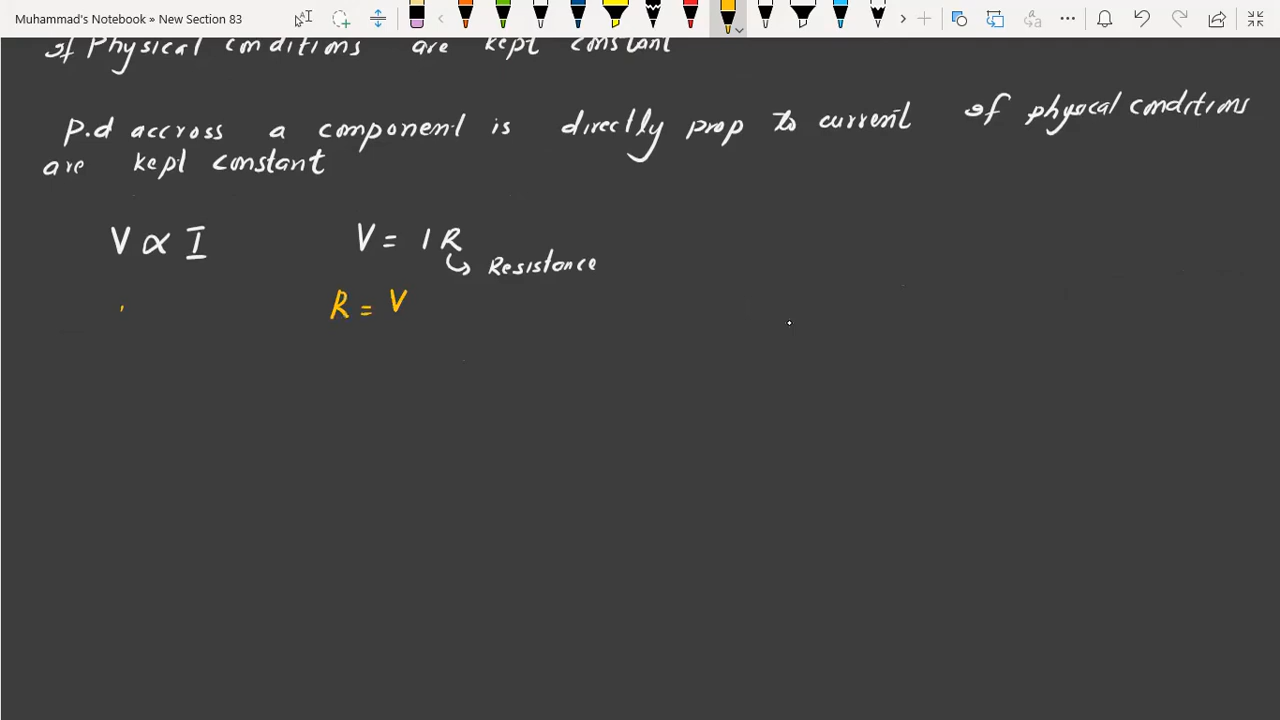 Muhammad's Notebook » New Section 83
of Physical conditions are kept constant
P.d accross a component is directly prop to current of physical conditions
are kept constant
V ∝ I V = IR
Resistance
R = V